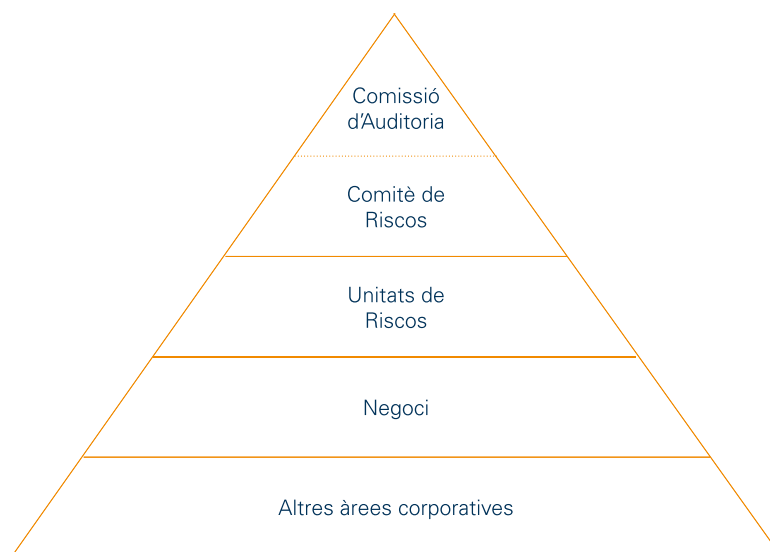 Comissió
d'Auditoria
Comitè de
Riscos
Unitats de
Riscos
Negoci
Altres àrees corporatives